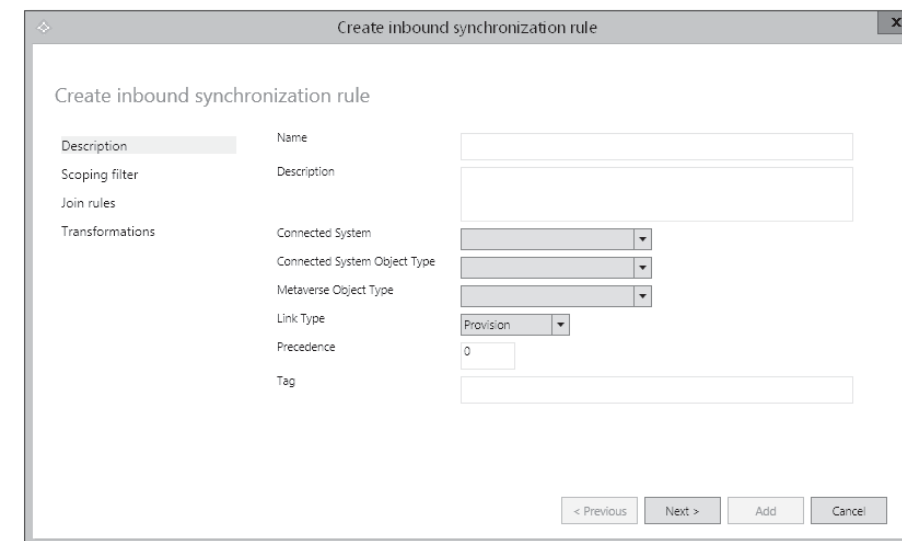 Create inbound synchronization rule
X
Create inbound synchronization rule
Description
Scoping filter
Join rules
Transformations
Name
Description
Connected System
Connected System Object Type
Metaverse Object Type
Link Type
Provision
Precedence
0
Tag
< Previous
Next >
Add
Cancel